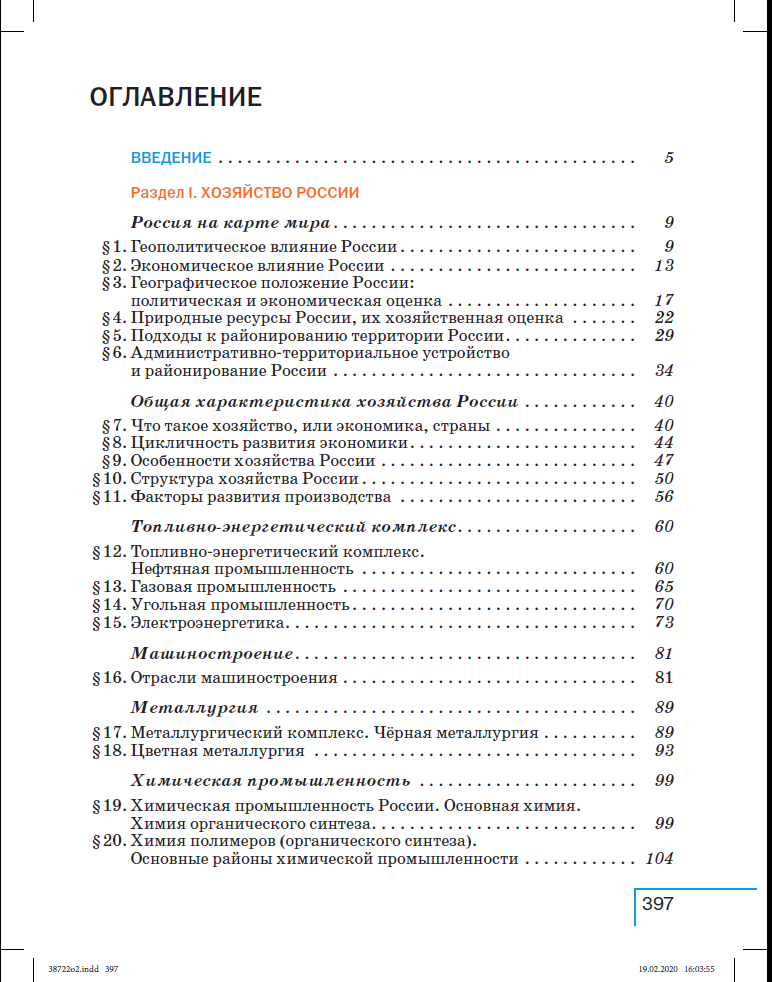 ОГЛАВЛЕНИЕ
ВВЕДЕНИЕ . . . . . . . . . . . . . . . . . . . . . . . . . . . . . . . . . . . . . . . . . . . . 5
Раздел I. ХОЗЯЙСТВО РОССИИ
Россия на карте мира . . . . . . . . . . . . . . . . . . . . . . . . . . . . . . . . 9
§ 1. Геополитическое влияние России . . . . . . . . . . . . . . . . . . . . . . . . . 9
§ 2. Экономическое влияние России . . . . . . . . . . . . . . . . . . . . . . . . . . 13
§ 3. Географическое положение России:
политическая и экономическая оценка . . . . . . . . . . . . . . . . . . . . 17
§ 4. Природные ресурсы России, их хозяйственная оценка . . . . . . . 22
§ 5. Подходы к районированию территории России . . . . . . . . . . . . . . 29
§ 6. Административно-территориальное устройство
и районирование России . . . . . . . . . . . . . . . . . . . . . . . . . . . . . . . . 34
Общая характеристика хозяйства России . . . . . . . . . . . . 40
§ 7. Что такое хозяйство, или экономика, страны . . . . . . . . . . . . . . . 40
§ 8. Цикличность развития экономики . . . . . . . . . . . . . . . . . . . . . . . . 44
§ 9. Особенности хозяйства России . . . . . . . . . . . . . . . . . . . . . . . . . . . 47
§ 10. Структура хозяйства России . . . . . . . . . . . . . . . . . . . . . . . . . . . . . 50
§ 11. Факторы развития производства . . . . . . . . . . . . . . . . . . . . . . . . . 56
Топливно-энергетический комплекс . . . . . . . . . . . . . . . . . . . 60
§ 12. Топливно-энергетический комплекс.
Нефтяная промышленность . . . . . . . . . . . . . . . . . . . . . . . . . . . . . 60
§ 13. Газовая промышленность . . . . . . . . . . . . . . . . . . . . . . . . . . . . . . . 65
§ 14. Угольная промышленность . . . . . . . . . . . . . . . . . . . . . . . . . . . . . . 70
§ 15. Электроэнергетика . . . . . . . . . . . . . . . . . . . . . . . . . . . . . . . . . . . . . 73
Машиностроение . . . . . . . . . . . . . . . . . . . . . . . . . . . . . . . . . . . . 81
§ 16. Отрасли машиностроения . . . . . . . . . . . . . . . . . . . . . . . . . . . . . . . 81
Металлургия . . . . . . . . . . . . . . . . . . . . . . . . . . . . . . . . . . . . . . . 89
§ 17. Металлургический комплекс. Чёрная металлургия . . . . . . . . . . 89
§ 18. Цветная металлургия . . . . . . . . . . . . . . . . . . . . . . . . . . . . . . . . . . 93
Химическая промышленность . . . . . . . . . . . . . . . . . . . . . . . 99
§ 19. Химическая промышленность России. Основная химия.
Химия органического синтеза . . . . . . . . . . . . . . . . . . . . . . . . . . . . 99
§ 20. Химия полимеров (органического синтеза).
Основные районы химической промышленности . . . . . . . . . . . . 104
397
38722o2.indd 397 19.02.2020 16:03:55